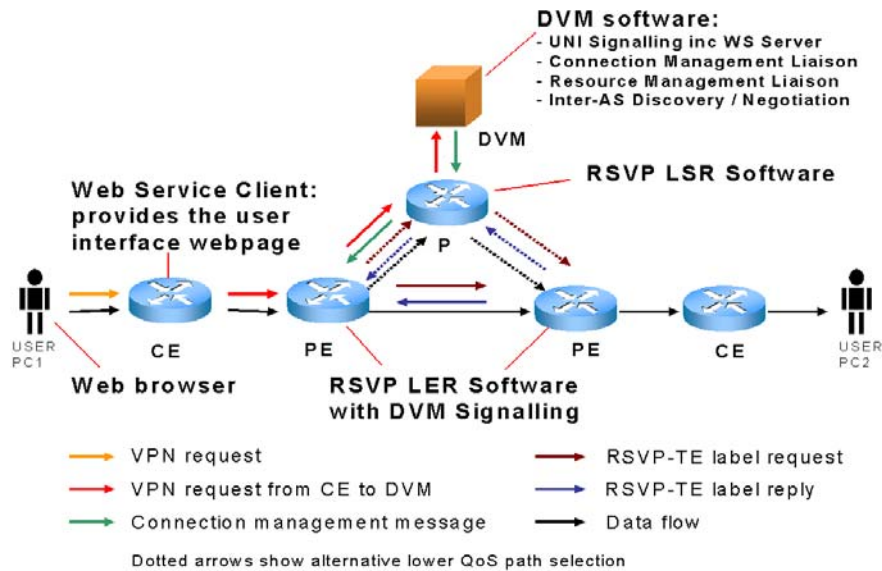 DVM software:
- UNI Signalling inc WS Server
- Connection Management Liaison
- Resource Management Liaison
- Inter-AS Discovery / Negotiation
DVM
RSVP LSR Software
Web Service Client:
provides the user
interface webpage
P
USER
PC1
CE
PE
PE
CE
USER
PC2
Web browser
RSVP LER Software
with DVM Signalling
VPN request
RSVP-TE label request
VPN request from CE to DVM
RSVP-TE label reply
Connection management message
Data flow
Dotted arrows show alternative lower QoS path selection